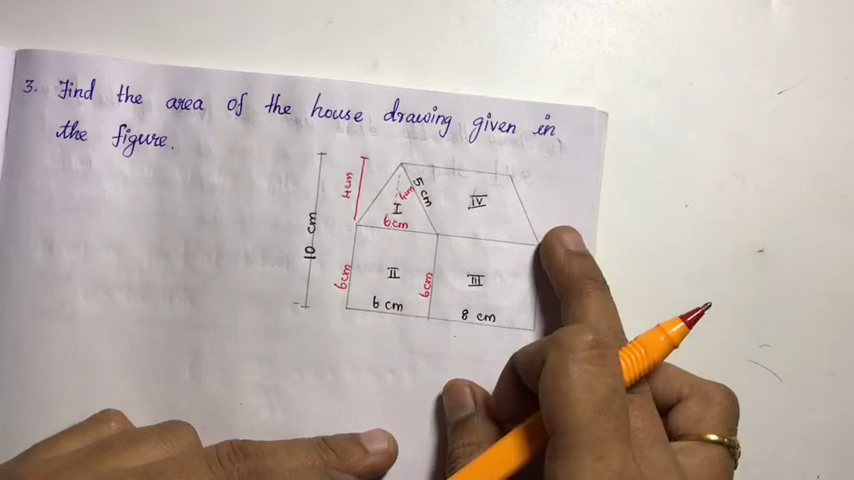 3. Find the area of the house drawing given in
the figure.
4cm
5 cm
4cm
I
6cm
IV
10 cm
6cm
II
6cm
III
6 cm
8 cm